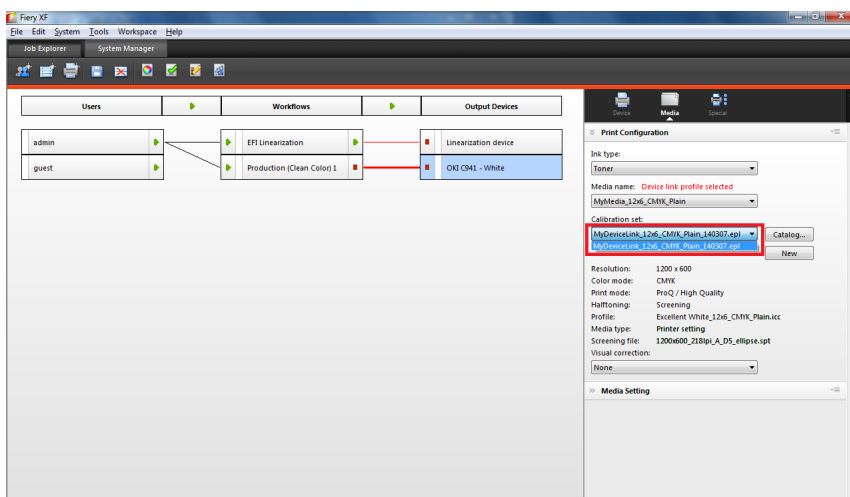 Fiery XF
File Edit System Tools Workspace Help
Job Explorer System Manager
Users Workflows Output Devices
admin EFI Linearization Linearization device
guest Production (Clean Color) 1 OKI C941 - White
Device Media Special
Print Configuration
Ink type:
Toner
Media name: Device link profile selected
MyMedia_12x6_CMYK_Plain
Calibration set:
MyDeviceLink_12x6_CMYK_Plain_140307.epl Catalog...
MyDeviceLink_12x6_CMYK_Plain_140307.epl
New
Resolution: 1200 x 600
Color mode: CMYK
Print mode: ProQ / High Quality
Halftoning: Screening
Profile: Excellent White_12x6_CMYK_Plain.icc
Media type: Printer setting
Screening file: 1200x600_218lpi_A_D5_ellipse.spt
Visual correction:
None
Media Setting